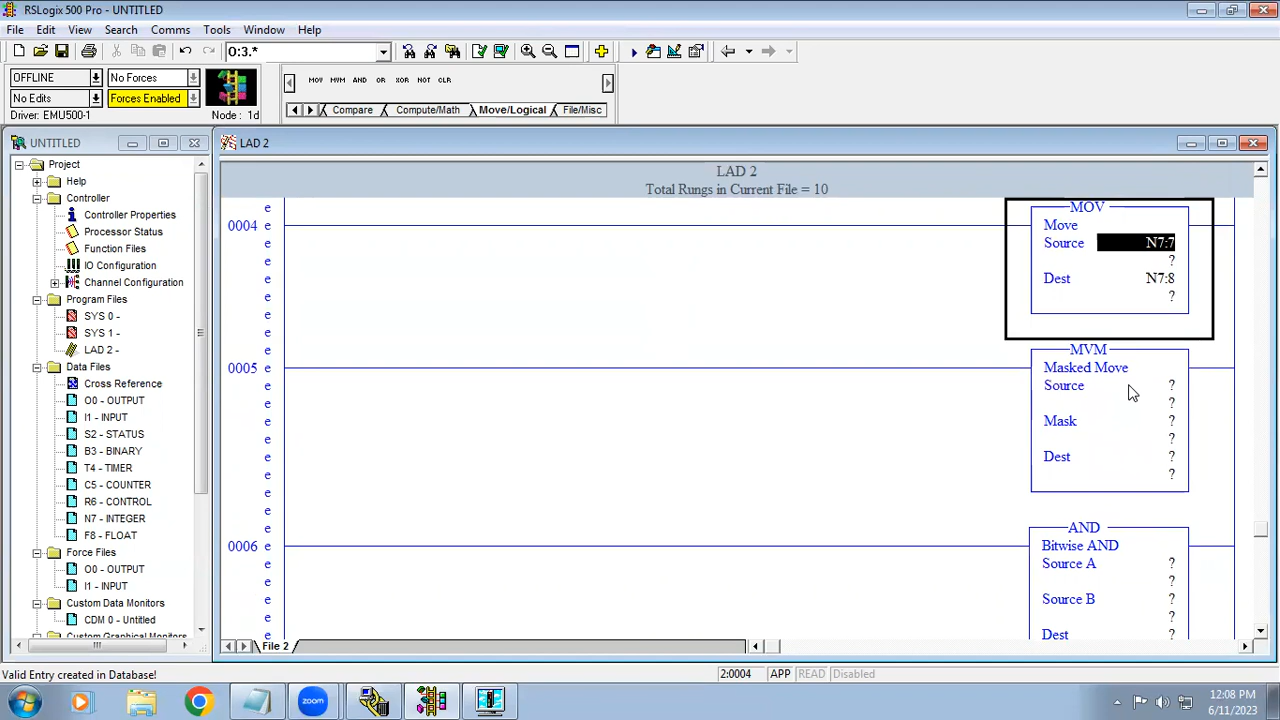 RSLogix 500 Pro - UNTITLED
File Edit View Search Comms Tools Window Help
O:3.*
OFFLINE No Forces
No Edits Forces Enabled
Driver: EMU500-1 Node : 1d
MOV MVM AND OR XOR NOT CLR
Compare Compute/Math Move/Logical File/Misc
UNTITLED
Project
Help
Controller
Controller Properties
Processor Status
Function Files
IO Configuration
Channel Configuration
Program Files
SYS 0 -
SYS 1 -
LAD 2 -
Data Files
Cross Reference
O0 - OUTPUT
I1 - INPUT
S2 - STATUS
B3 - BINARY
T4 - TIMER
C5 - COUNTER
R6 - CONTROL
N7 - INTEGER
F8 - FLOAT
Force Files
O0 - OUTPUT
I1 - INPUT
Custom Data Monitors
CDM 0 - Untitled
Custom Graphical Monitors
LAD 2
LAD 2
Total Rungs in Current File = 10
e
0004 e
e
e
e
e
e
e
e
0005 e
e
e
e
e
e
e
e
e
e
0006 e
e
e
e
e
e
MOV
Move
Source N7:7
?
Dest N7:8
?
MVM
Masked Move
Source ?
?
Mask ?
?
Dest ?
?
AND
Bitwise AND
Source A ?
?
Source B ?
?
Dest ?
File 2
Valid Entry created in Database!
2:0004 APP READ Disabled
zoom
12:08 PM
6/11/2023